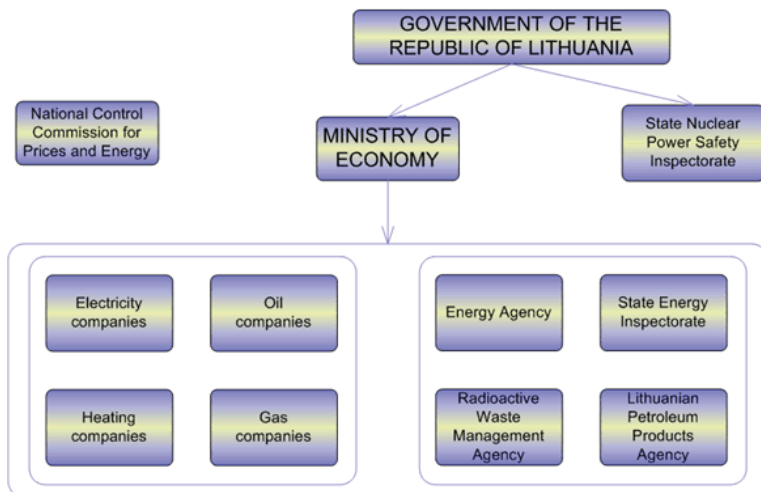 GOVERNMENT OF THE
REPUBLIC OF LITHUANIA
National Control
Commission for
Prices and Energy
MINISTRY OF
ECONOMY
State Nuclear
Power Safety
Inspectorate
Electricity
companies
Oil
companies
Energy Agency
State Energy
Inspectorate
Heating
companies
Gas
companies
Radioactive
Waste
Management
Agency
Lithuanian
Petroleum
Products
Agency